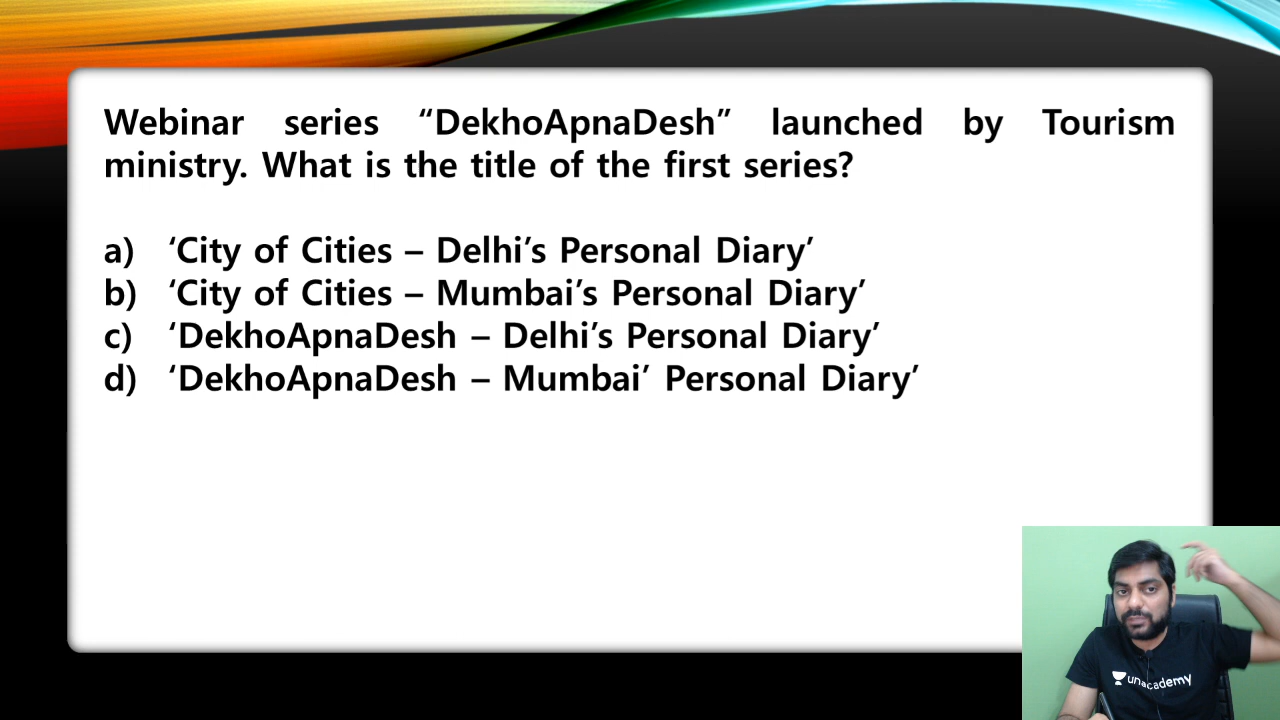 Webinar series “DekhoApnaDesh” launched by Tourism
ministry. What is the title of the first series?
a) ‘City of Cities – Delhi’s Personal Diary’
b) ‘City of Cities – Mumbai’s Personal Diary’
c) ‘DekhoApnaDesh – Delhi’s Personal Diary’
d) ‘DekhoApnaDesh – Mumbai’ Personal Diary’
unacademy